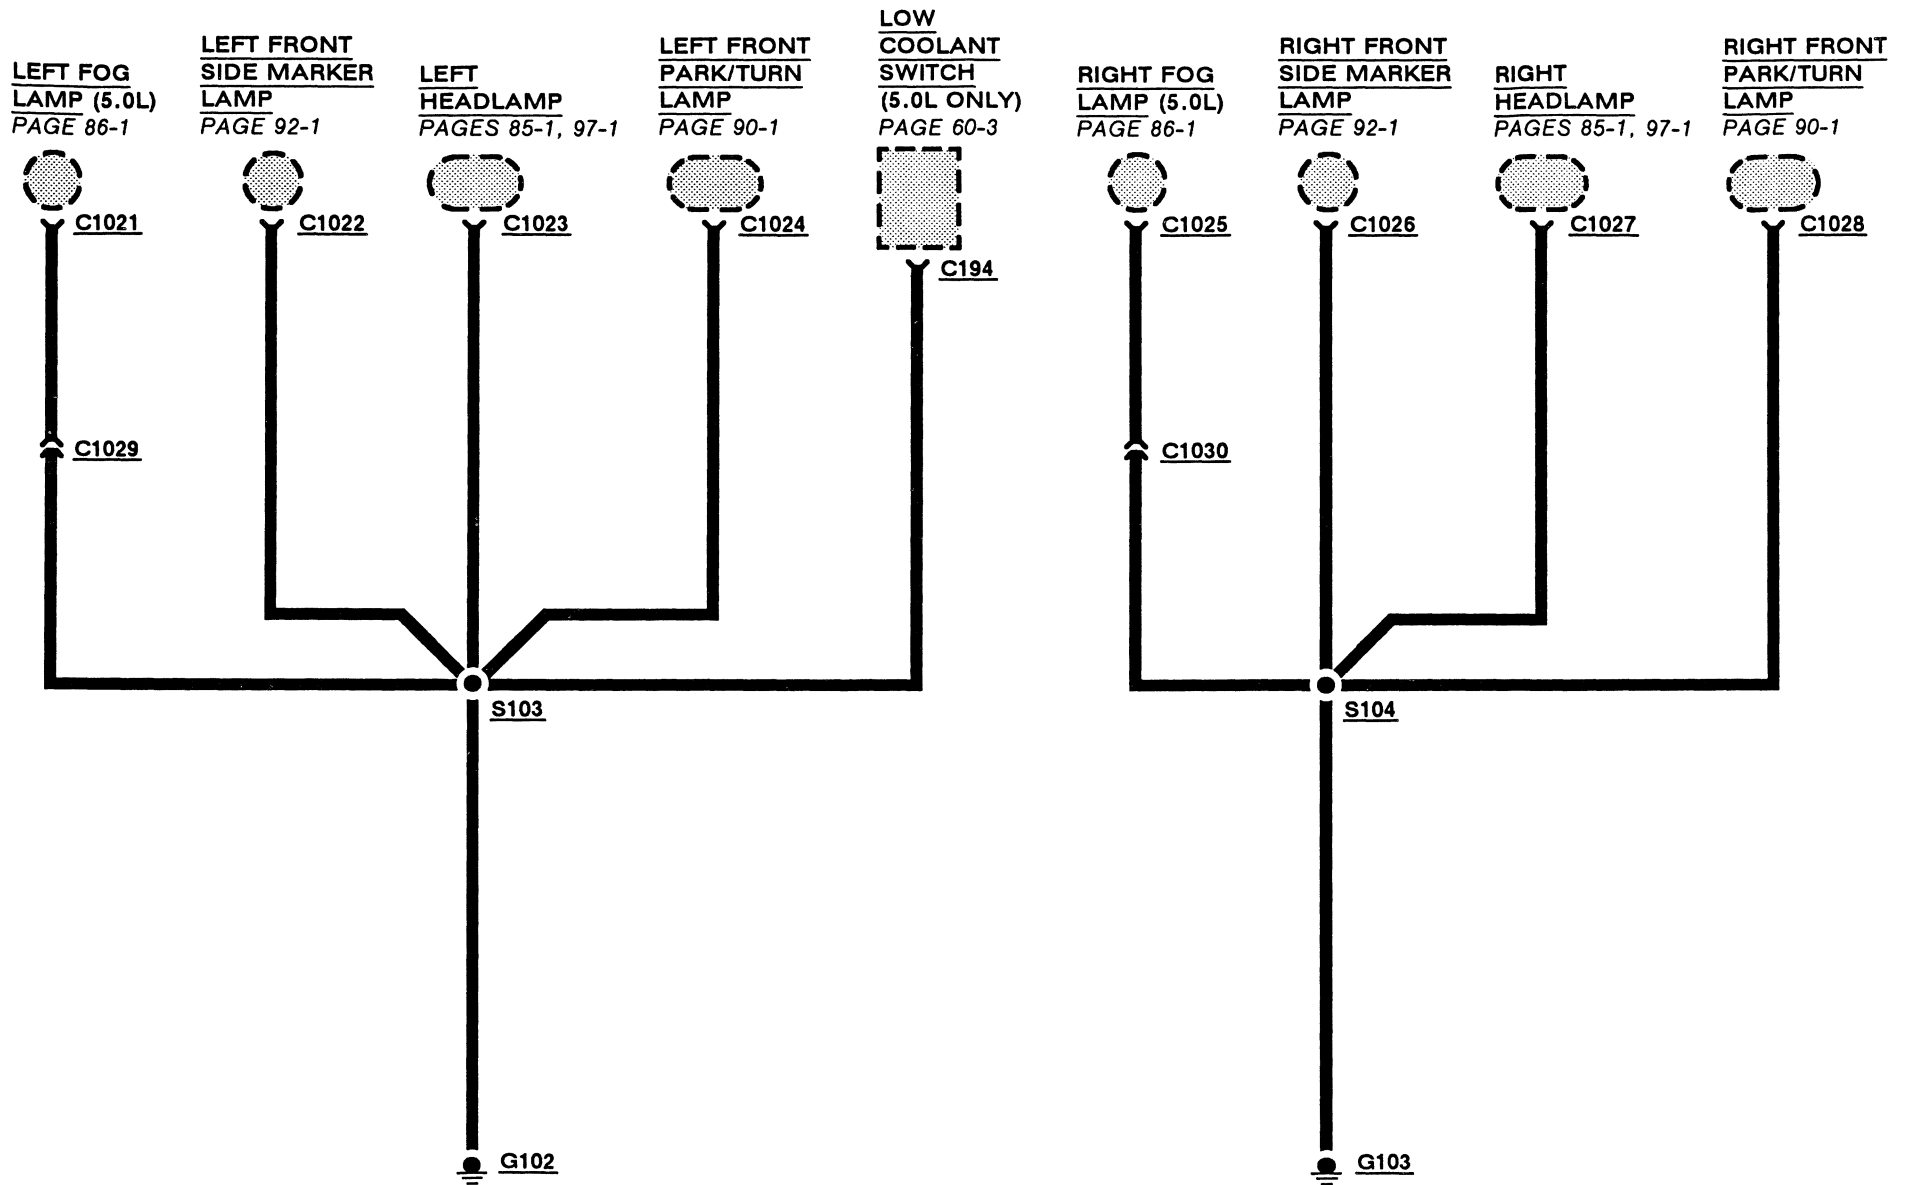 LEFT FOG
LAMP (5.0L)
PAGE 86-1
LEFT FRONT
SIDE MARKER
LAMP
PAGE 92-1
LEFT
HEADLAMP
PAGES 85-1, 97-1
LEFT FRONT
PARK/TURN
LAMP
PAGE 90-1
LOW
COOLANT
SWITCH
(5.0L ONLY)
PAGE 60-3
RIGHT FOG
LAMP (5.0L)
PAGE 86-1
RIGHT FRONT
SIDE MARKER
LAMP
PAGE 92-1
RIGHT
HEADLAMP
PAGES 85-1, 97-1
RIGHT FRONT
PARK/TURN
LAMP
PAGE 90-1
C1021
C1022
C1023
C1024
C194
C1025
C1026
C1027
C1028
C1029
C1030
S103
S104
G102
G103